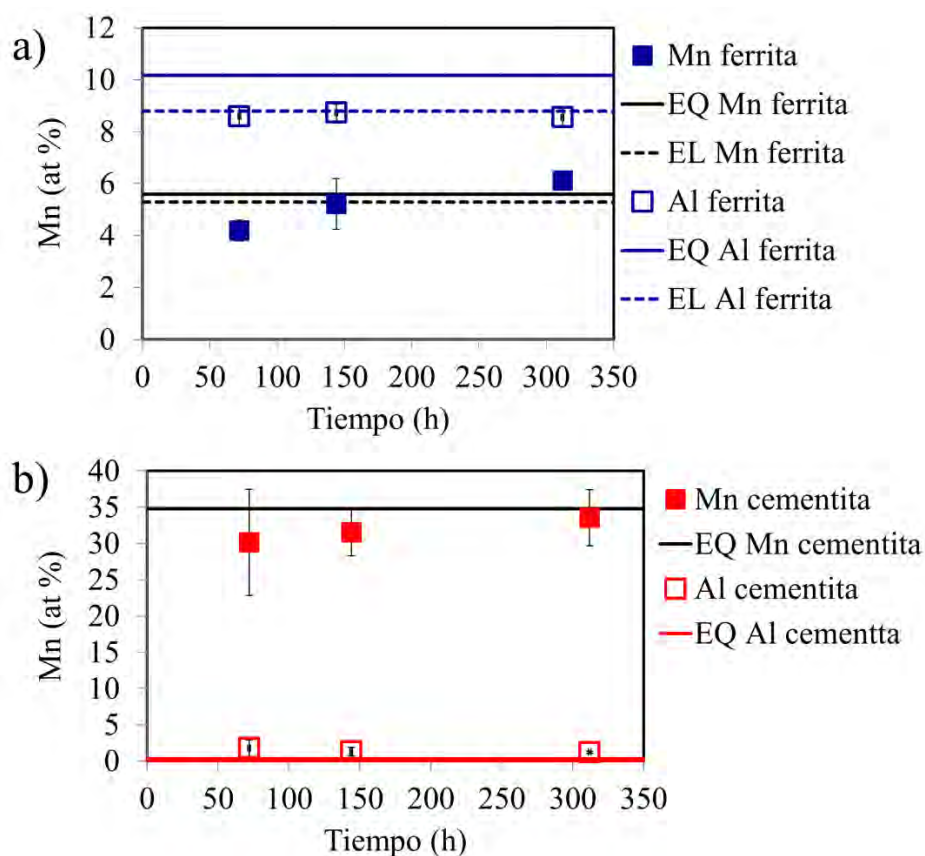 a)
12
10
8
6
4
2
0
Mn (at %)
0 50 100 150 200 250 300 350
Tiempo (h)
Mn ferrita
EQ Mn ferrita
EL Mn ferrita
Al ferrita
EQ Al ferrita
EL Al ferrita
b)
40
35
30
25
20
15
10
5
0
Mn (at %)
0 50 100 150 200 250 300 350
Tiempo (h)
Mn cementita
EQ Mn cementita
Al cementita
EQ Al cementta